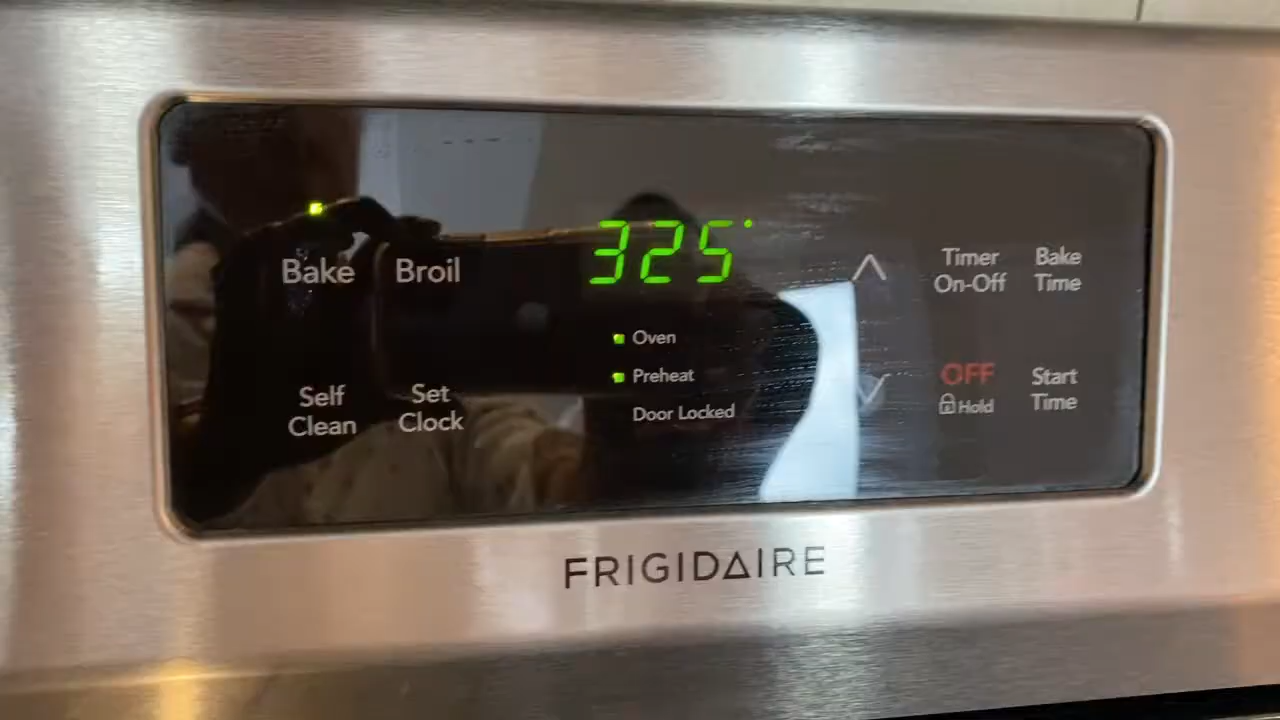 325°
Bake
Broil
Timer
On-Off
Bake
Time
Oven
Preheat
Door Locked
Self
Clean
Set
Clock
OFF
Hold
Start
Time
FRIGIDAIRE